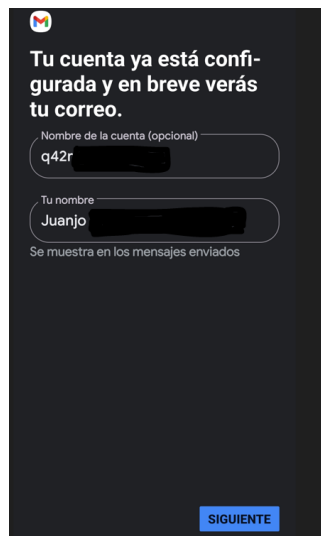 Tu cuenta ya está confi-
gurada y en breve verás
tu correo.
Nombre de la cuenta (opcional)
q42r
Tu nombre
Juanjo
Se muestra en los mensajes enviados
SIGUIENTE